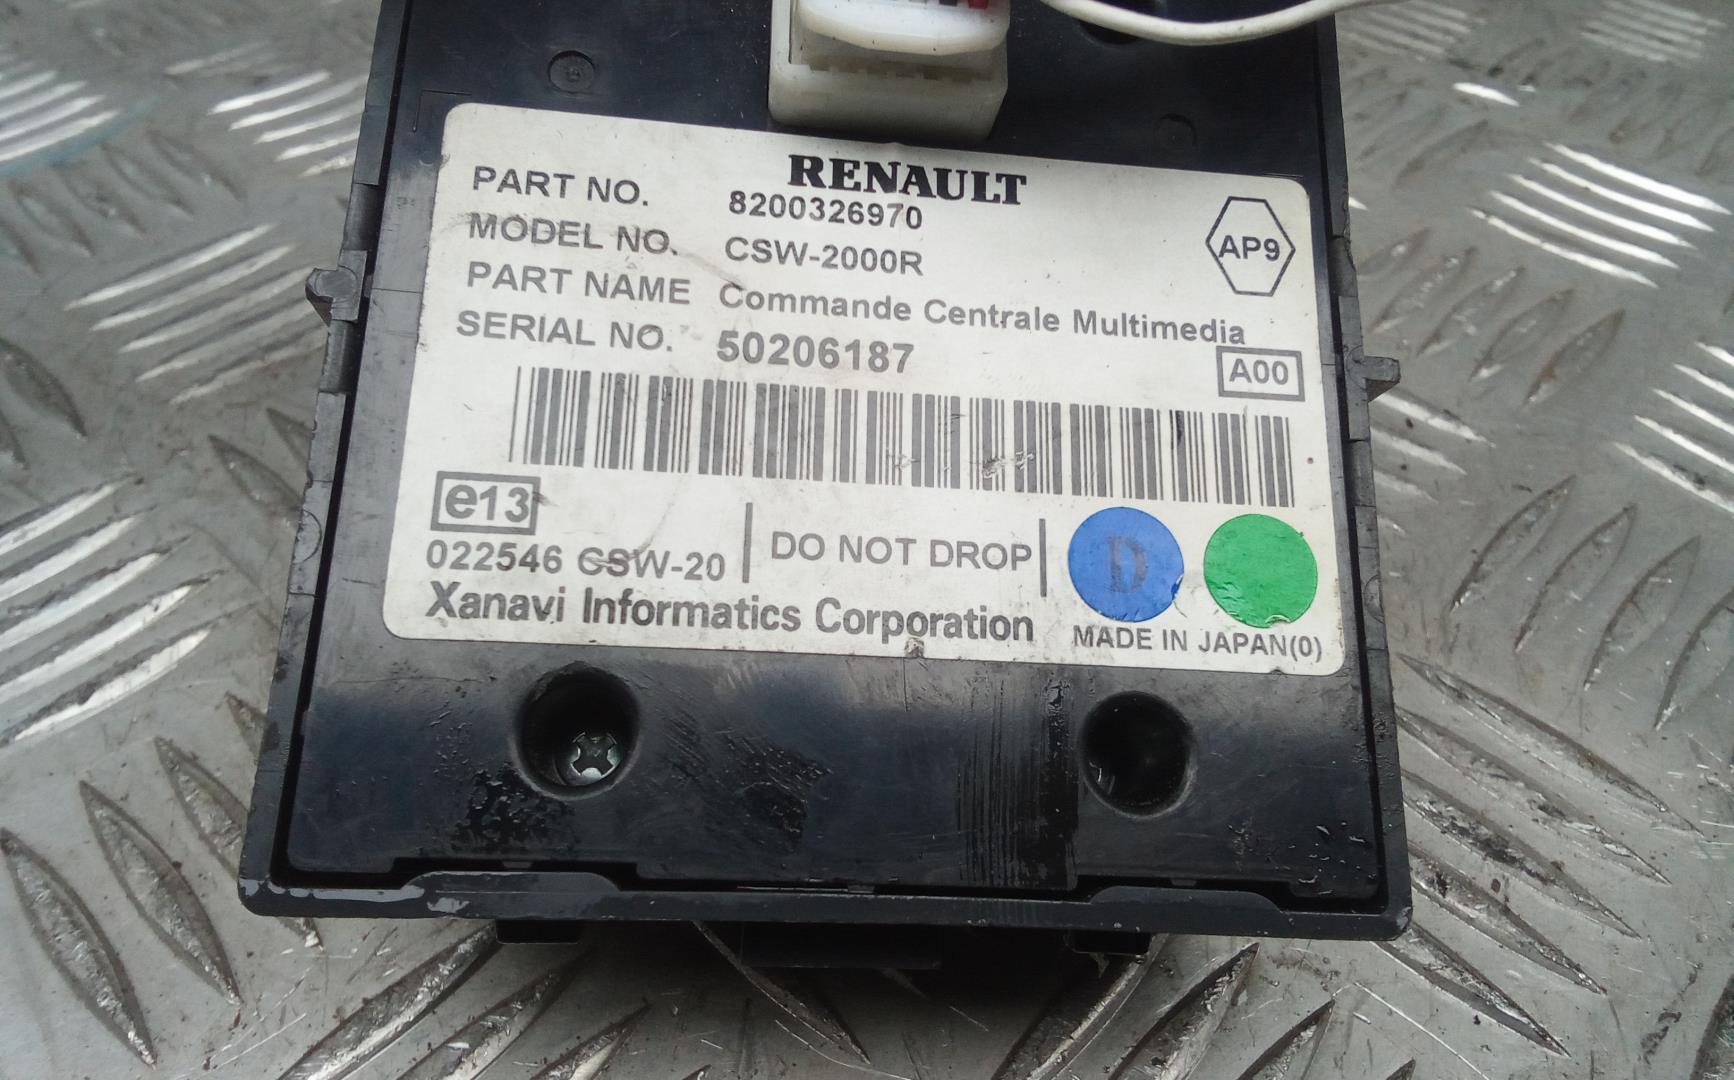 RENAULT
PART NO. 8200326970
MODEL NO. CSW-2000R
AP9
PART NAME Commande Centrale Multimedia
SERIAL NO. 50206187
A00
e13
022546 CSW-20
DO NOT DROP
D
Xanavi Informatics Corporation
MADE IN JAPAN(0)